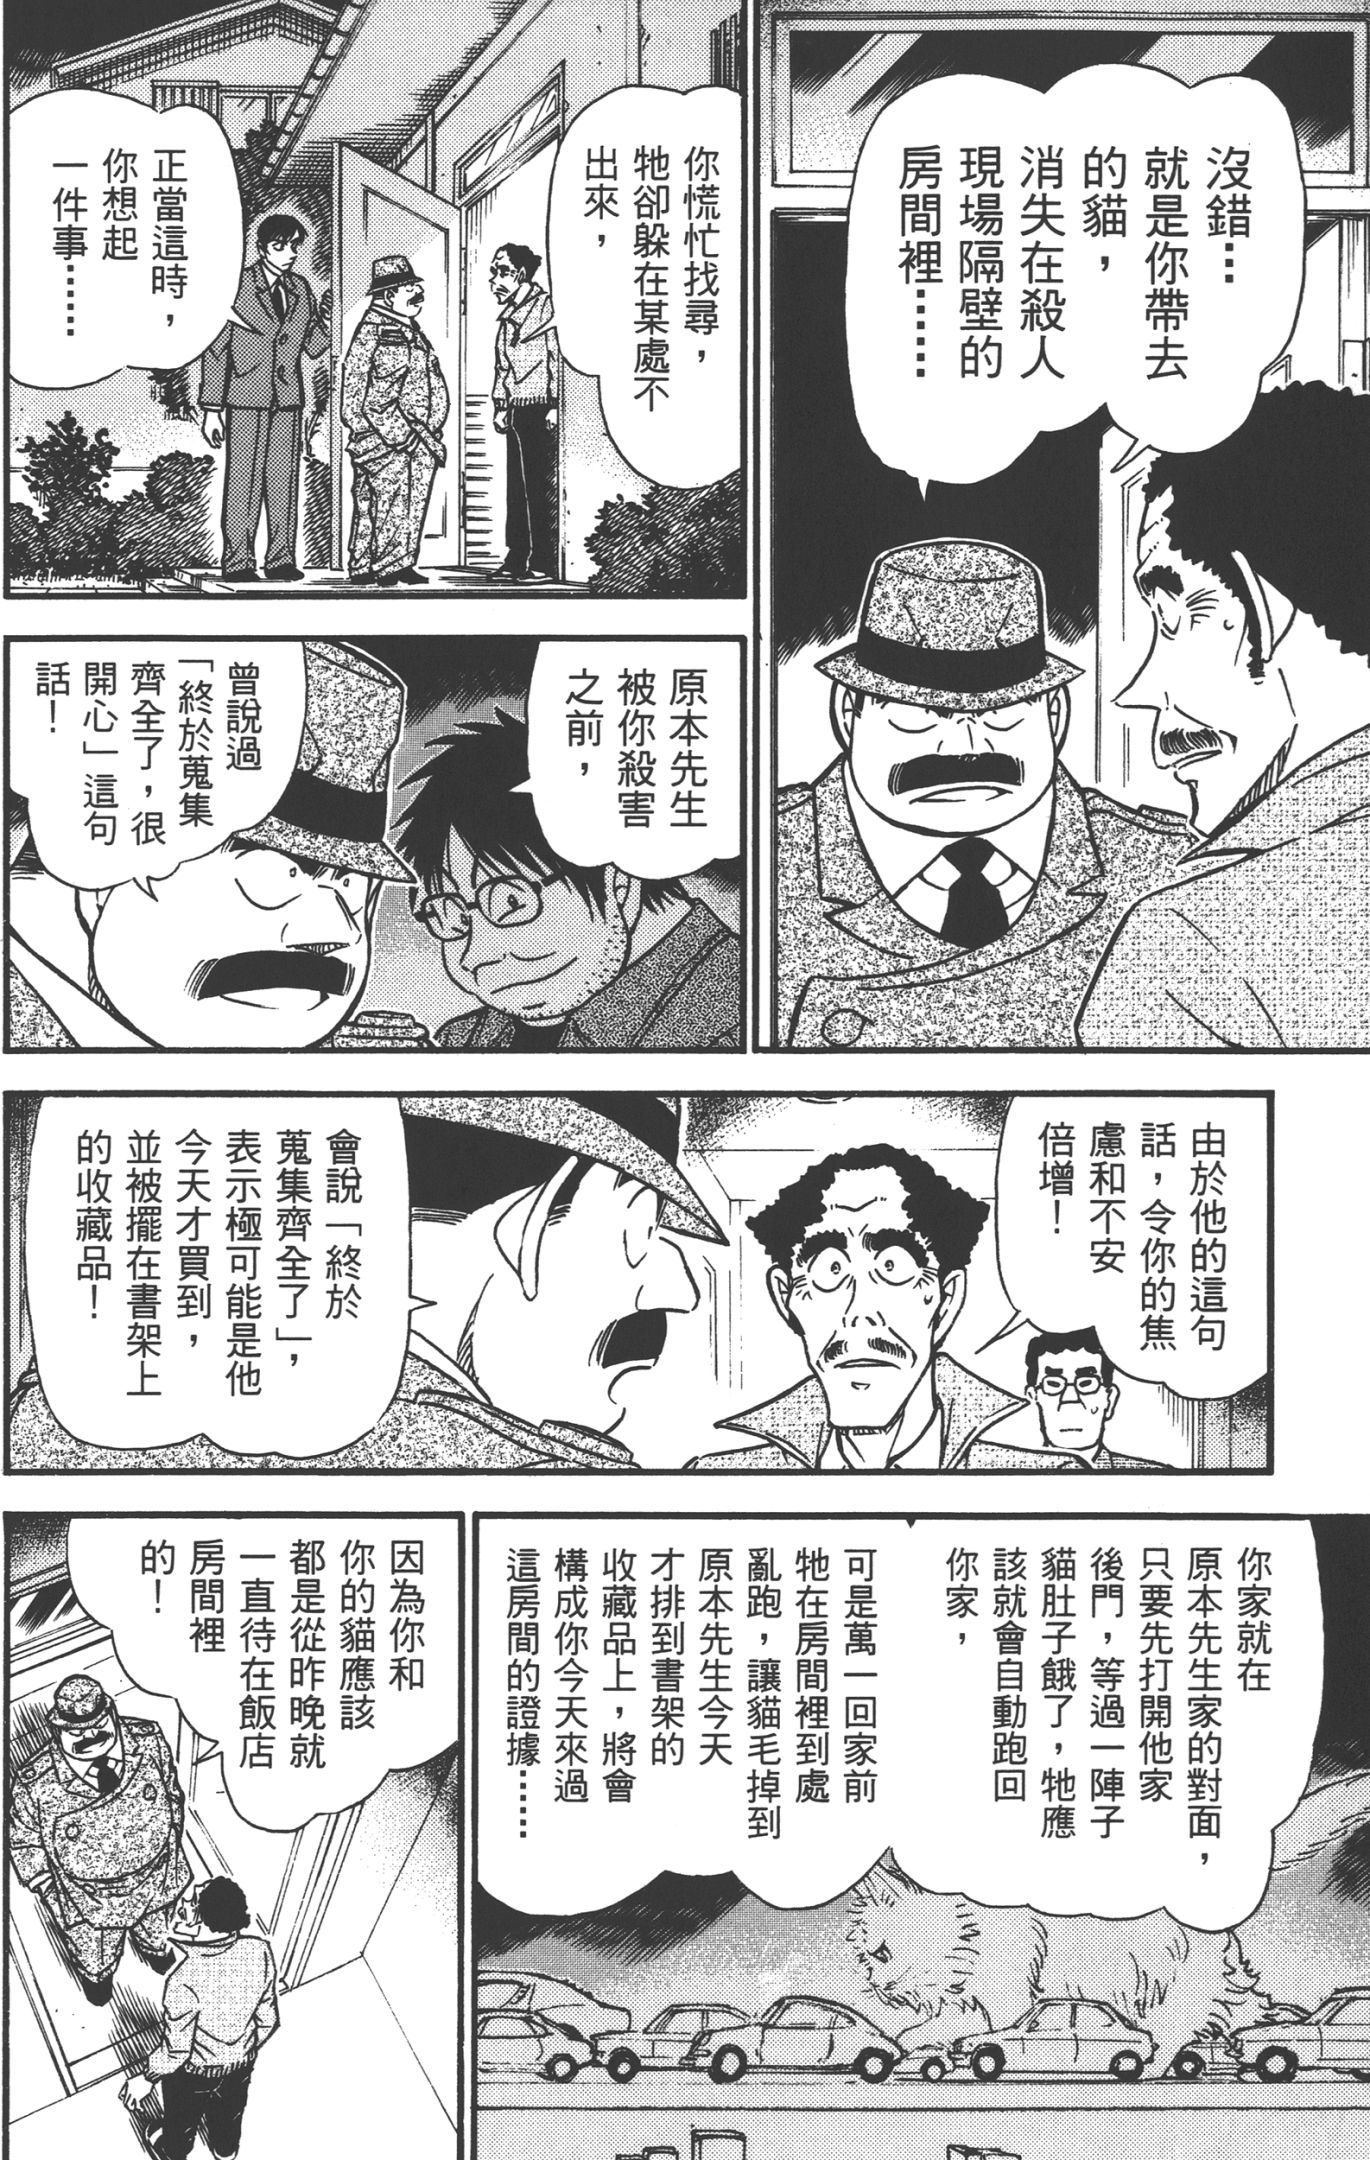 沒錯…
就是你帶去
的貓，
消失在殺人
現場隔壁的
房間裡……
你慌忙找尋，
牠卻躲在某處不
出來，
正當這時，
你想起
一件事……
原本先生
被你殺害
之前，
曾說過
「終於蒐集
齊全了，很
開心」這句
話！
由於他的這句
話，令你的焦
慮和不安
倍增！
會說「終於
蒐集齊全了」，
表示極可能是他
今天才買到，
並被擺在書架上
的收藏品！
你家就在
原本先生家的對面，
只要先打開他家
後門，等過一陣子
貓肚子餓了，牠應
該就會自動跑回
你家，
可是萬一回家前
牠在房間裡到處
亂跑，讓貓毛掉到
原本先生今天
才排到書架的
收藏品上，將會
構成你今天來過
這房間的證據……
因為你和
你的貓應該
都是從昨晚就
一直待在飯店
房間裡
的！